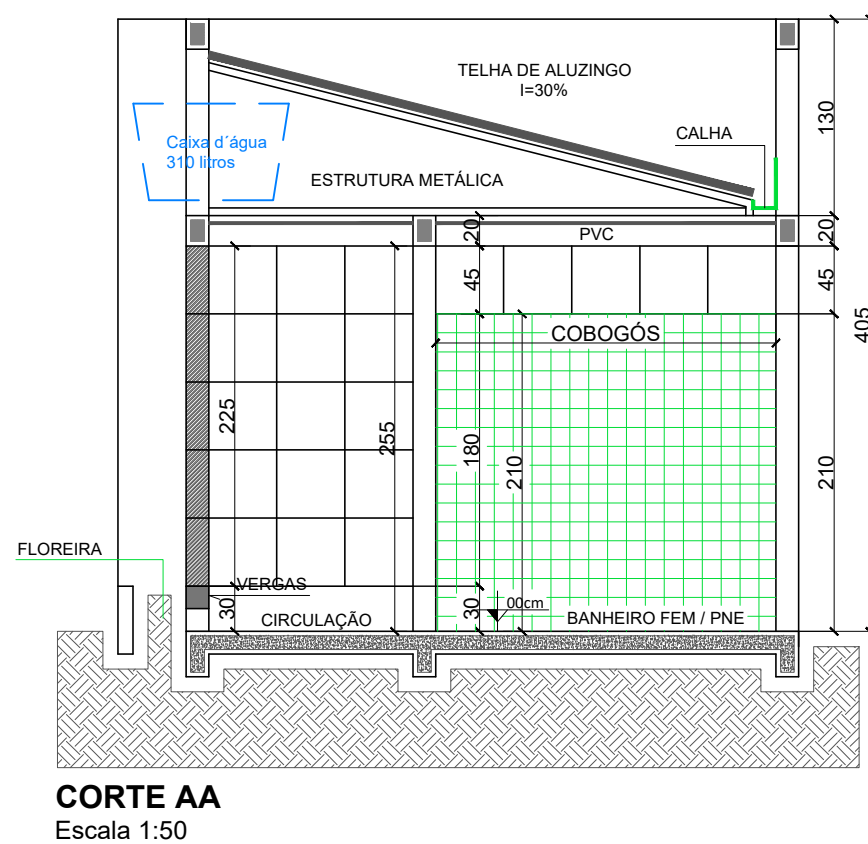 TELHA DE ALUZINGO
I=30%
130
CALHA
Caixa d´água
310 litros
ESTRUTURA METÁLICA
20
PVC
20
45
45
405
COBOGÓS
225
255
180
210
210
FLOREIRA
VERGAS
30
CIRCULAÇÃO
30
00cm
BANHEIRO FEM / PNE
CORTE AA
Escala 1:50